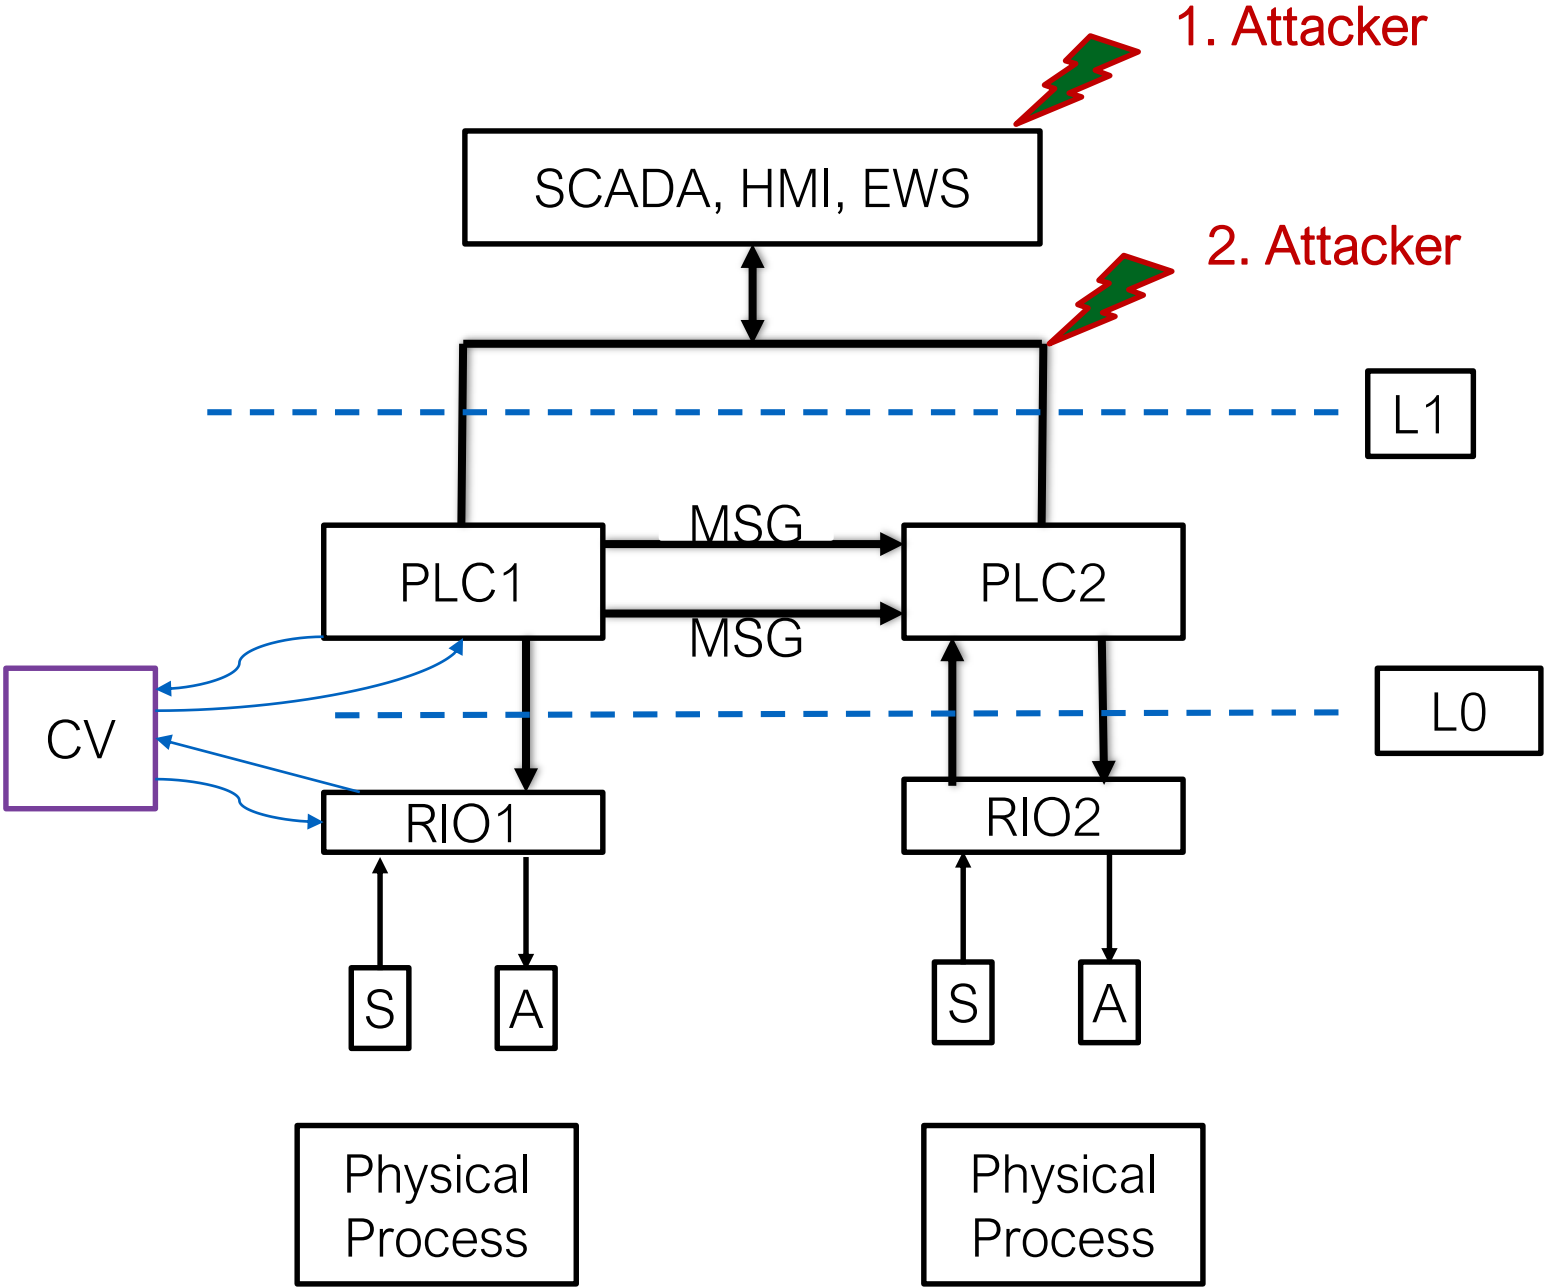 1. Attacker
SCADA, HMI, EWS
2. Attacker
L1
MSG
PLC1
PLC2
MSG
CV
L0
RIO1
RIO2
S
A
S
A
Physical
Process
Physical
Process